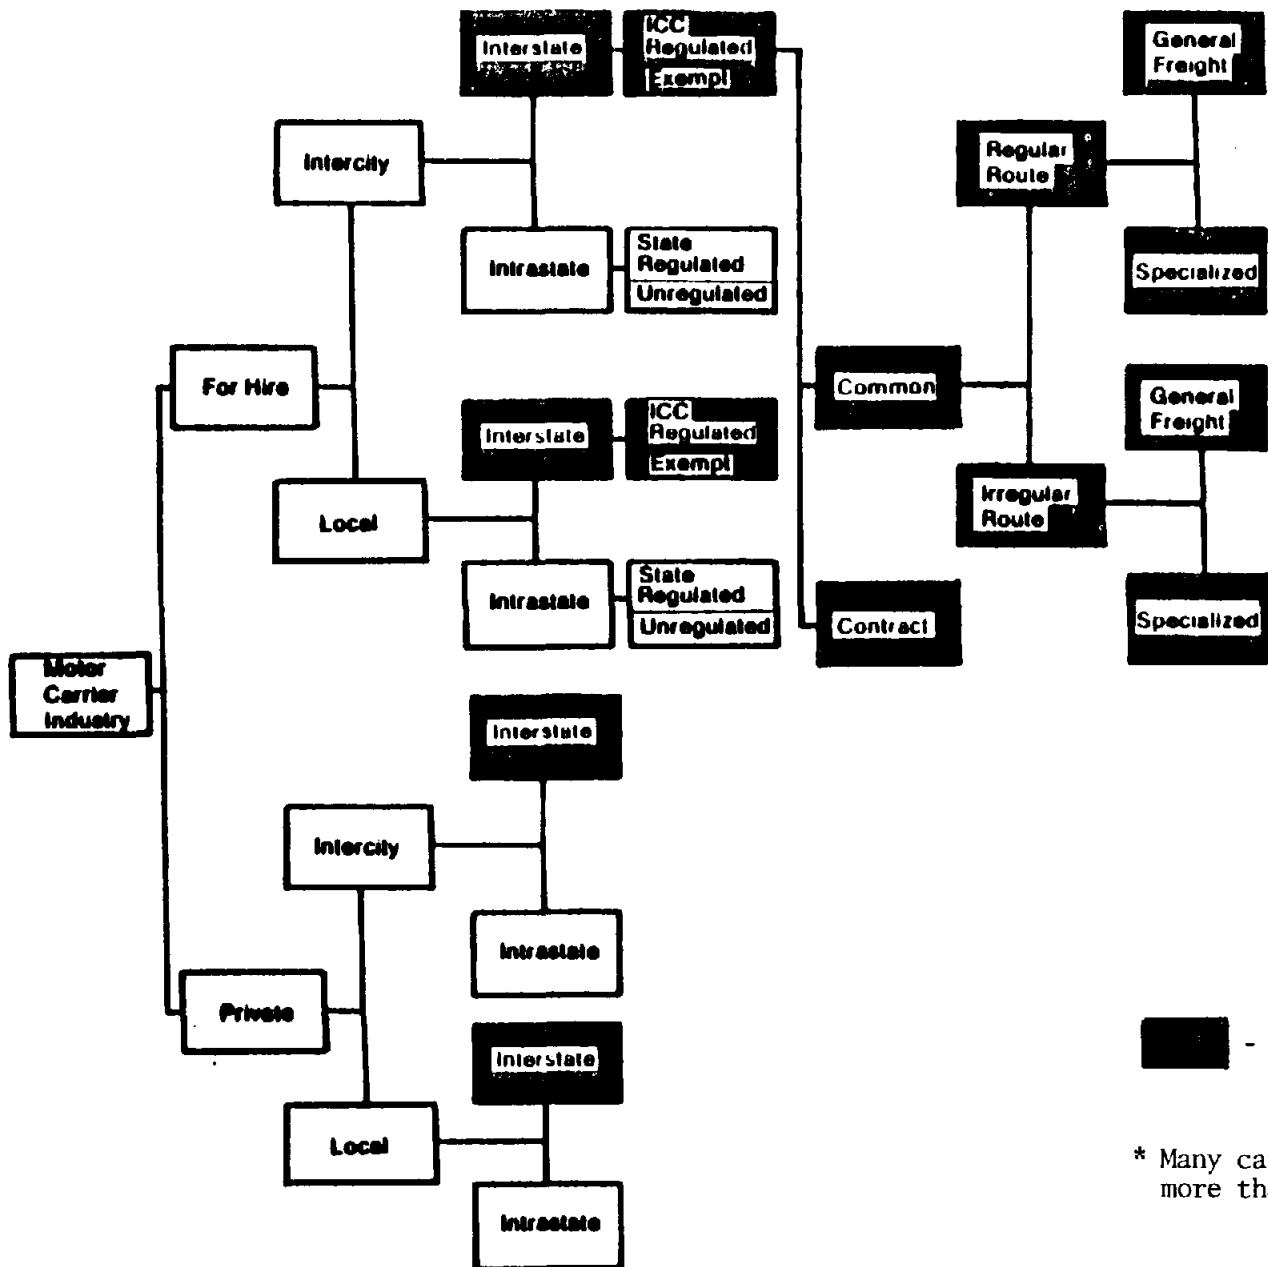 Interstate
ICC
Regulated
Exempt
General
Freight
Intercity
Regular
Route
Intrastate
State
Regulated
Unregulated
Specialized
For Hire
Common
General
Freight
Interstate
ICC
Regulated
Exempt
Local
Irregular
Route
Intrastate
State
Regulated
Unregulated
Contract
Specialized
Motor
Carrier
Industry
Interstate
Intercity
Intrastate
Private
Interstate
-
Local
* Many ca
more th
Intrastate